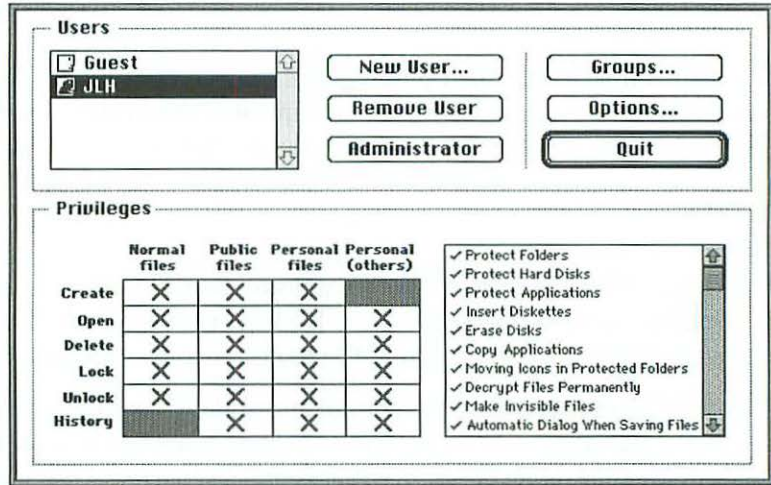 Users
Guest
JLH
New User...
Remove User
Administrator
Groups...
Options...
Quit
Privileges
Normal files
Public files
Personal files
Personal (others)
Create
Open
Delete
Lock
Unlock
History
✓ Protect Folders
✓ Protect Hard Disks
✓ Protect Applications
✓ Insert Diskettes
✓ Erase Disks
✓ Copy Applications
✓ Moving Icons in Protected Folders
✓ Decrypt Files Permanently
✓ Make Invisible Files
✓ Automatic Dialog When Saving Files